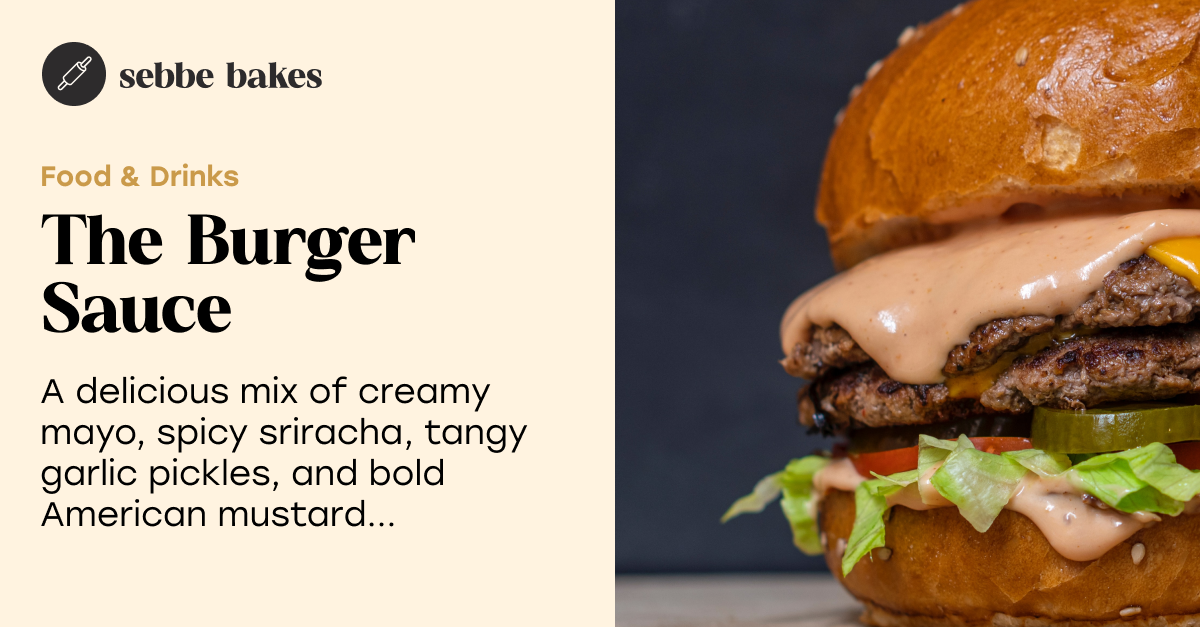 sebbe bakes
Food & Drinks
The Burger
Sauce
A delicious mix of creamy
mayo, spicy sriracha, tangy
garlic pickles, and bold
American mustard...